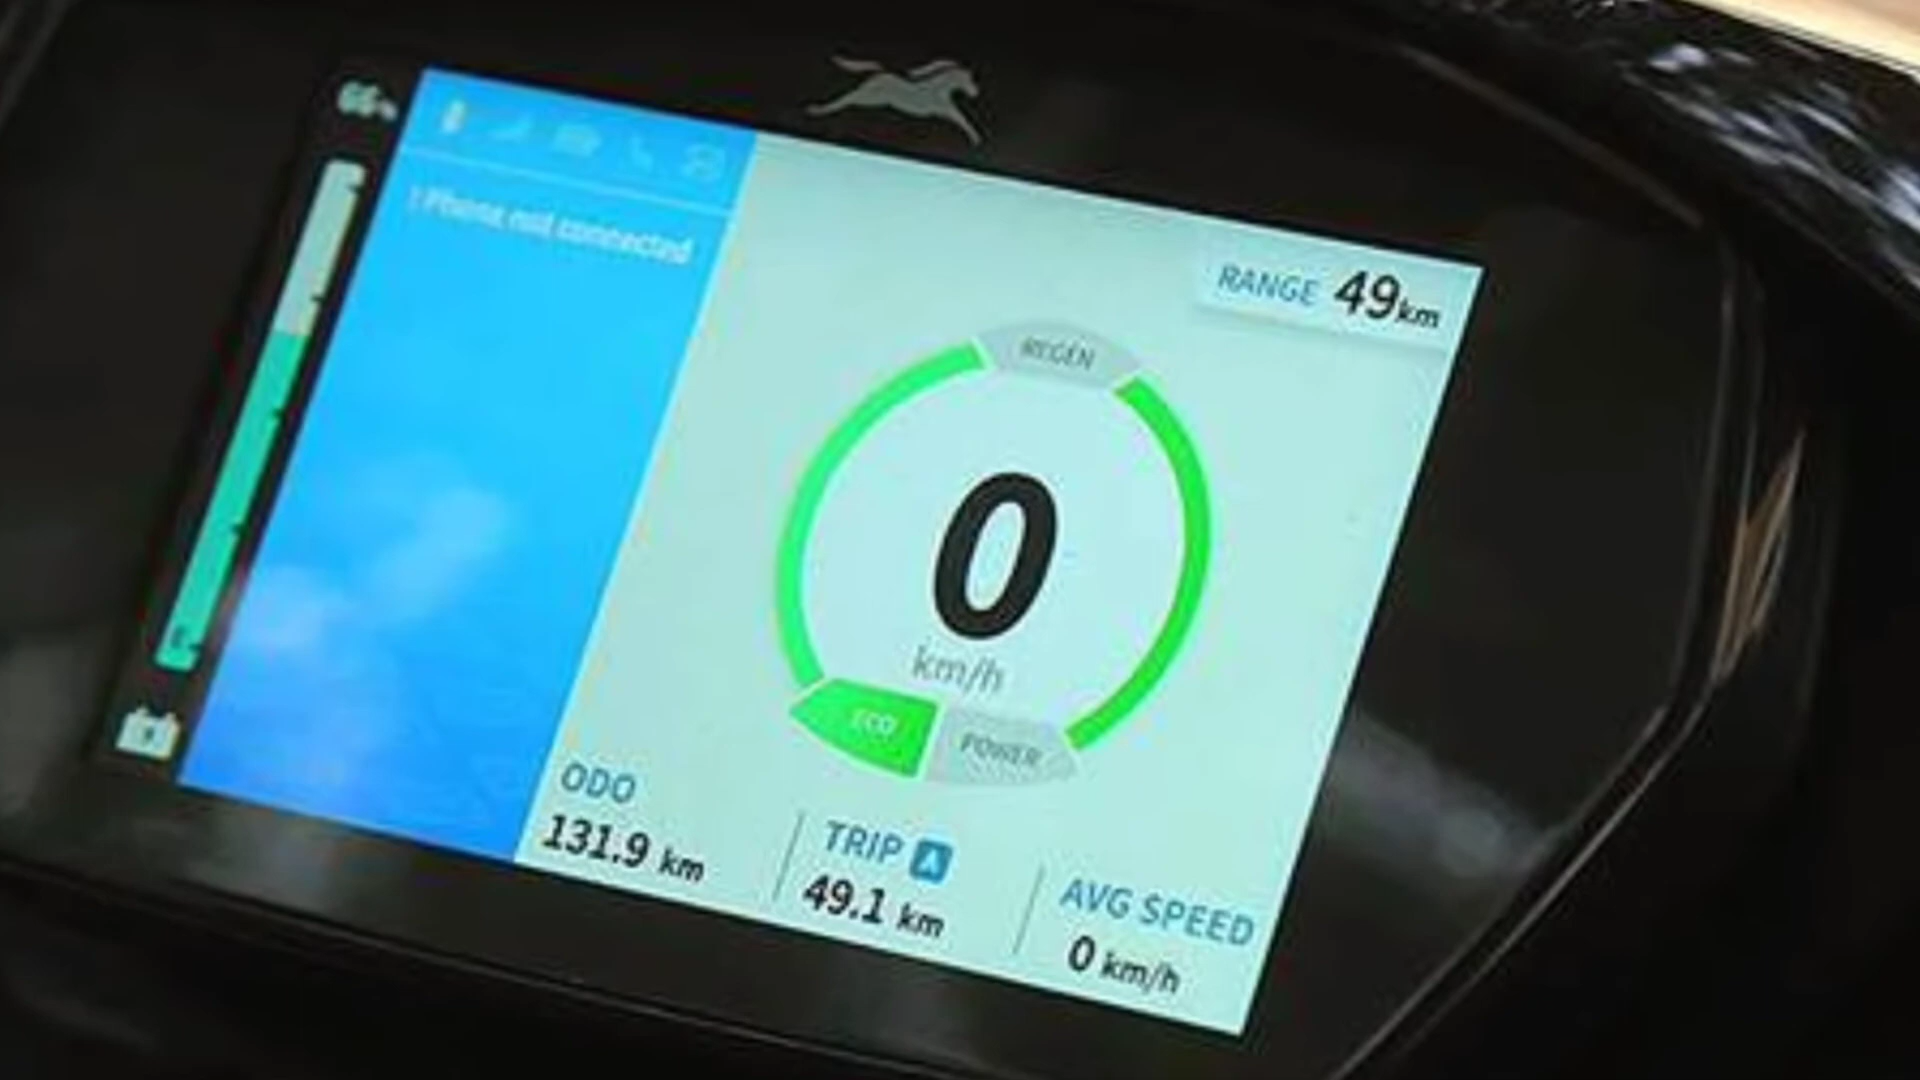 66%
! Phone not connected
RANGE 49km
REGEN
0
km/h
ECO
POWER
ODO
131.9 km
TRIP A
49.1 km
AVG SPEED
0 km/h